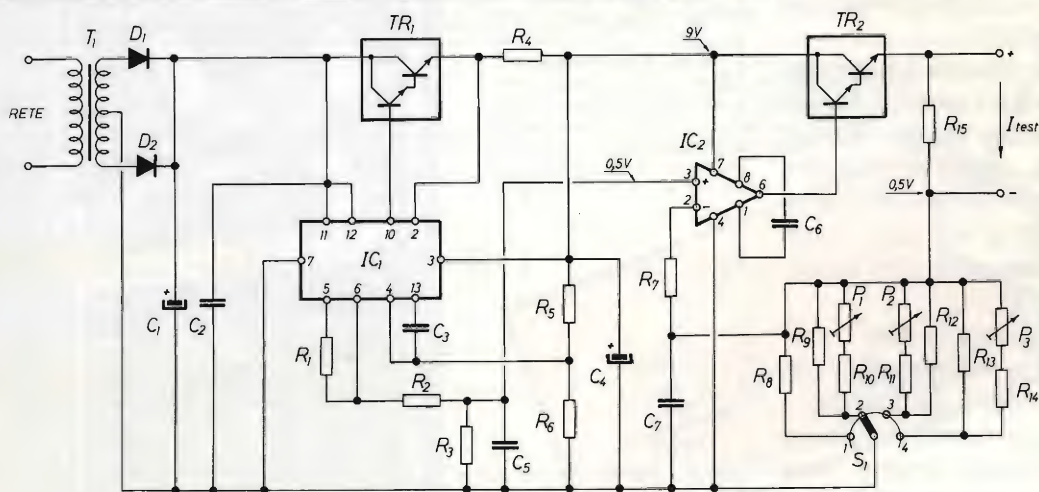 T₁
D₁
D₂
RETE
TR₁
R₄
9V
TR₂
R₁₅
I test
+
-
0,5V
0,5V
IC₂
3
+
2
-
7
8
6
4
1
C₆
11
12
10
2
7
IC₁
3
5
6
4
13
+
C₁
C₂
C₃
R₁
R₂
R₃
C₅
R₅
R₆
+
C₄
R₇
C₇
R₈
R₉
P₁
R₁₀
P₂
R₁₁
R₁₂
R₁₃
P₃
R₁₄
1
2
3
4
S₁